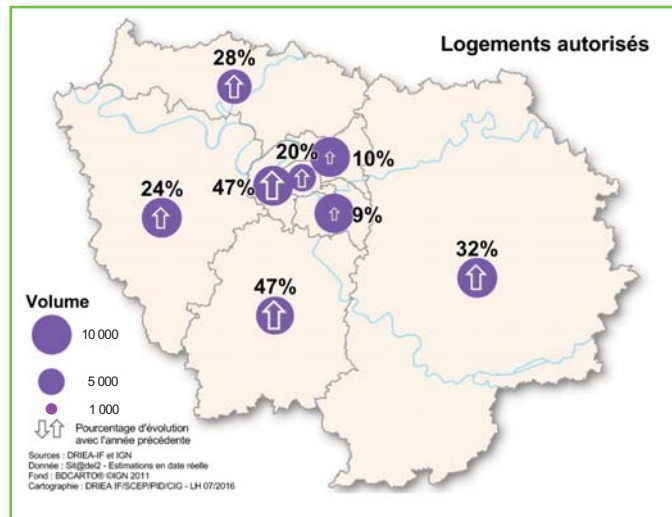 Logements autorisés
28%
20%
10%
24%
47%
9%
32%
47%
Volume
10 000
5 000
1 000
Pourcentage d'évolution
avec l'année précédente
Sources : DRIEA-IF et IGN
Donnée : Sit@del2 - Estimations en date réelle
Fond : BDCARTO® ©IGN 2011
Cartographie : DRIEA IF/SCEP/PID/CIG - LH 07/2016